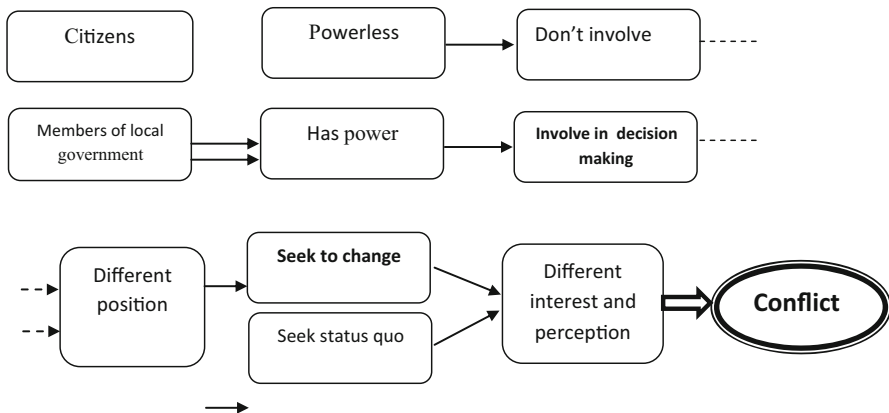 Citizens
Powerless
Don't involve
Members of local
government
Has power
Involve in decision
making
Different
position
Seek to change
Seek status quo
Different
interest and
perception
Conflict